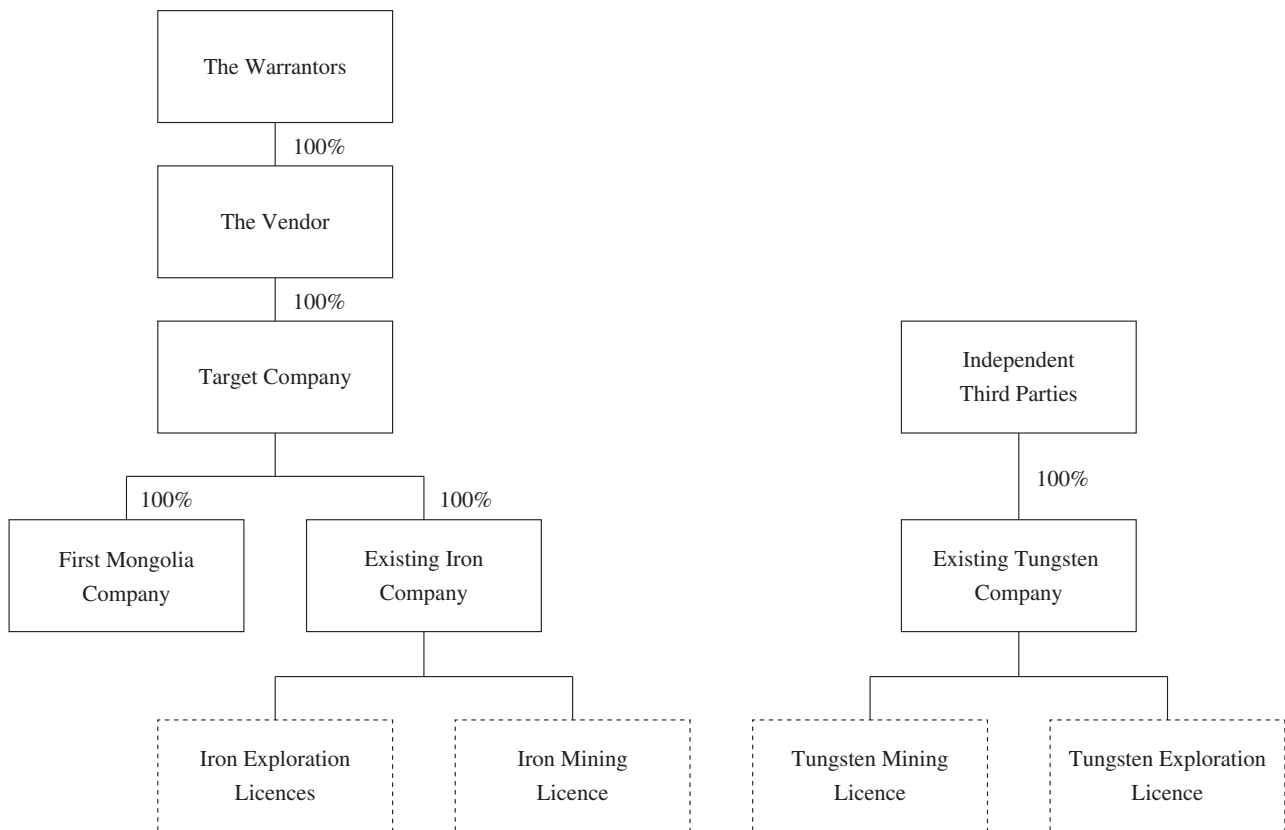 The Warrantors
100%
The Vendor
100%
Target Company
Independent
Third Parties
100%
100%
100%
First Mongolia
Company
Existing Iron
Company
Existing Tungsten
Company
Iron Exploration
Licences
Iron Mining
Licence
Tungsten Mining
Licence
Tungsten Exploration
Licence